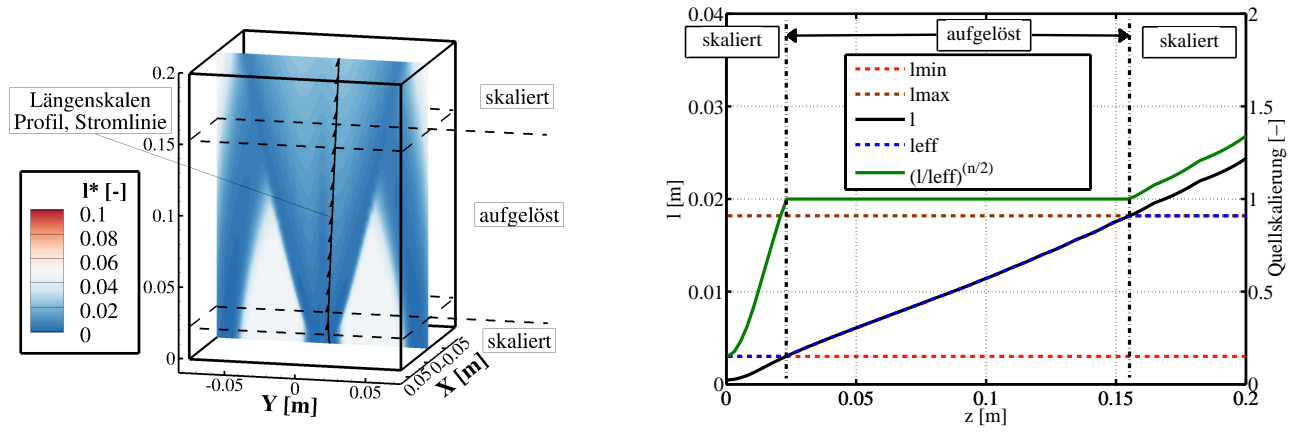 0.2
0.15
0.1
0.05
0
Längenskalen
Profil, Stromlinie
l* [-]
0.1
0.08
0.06
0.04
0.02
0
skaliert
aufgelöst
skaliert
-0.05
0
0.05
Y [m]
0.05
0
-0.05
X [m]
0.04
0.03
0.02
0.01
0
l [m]
skaliert
aufgelöst
skaliert
lmin
lmax
l
leff
(l/leff)(n/2)
2
1.5
1
0.5
0
Quellskalierung [–]
0
0.05
0.1
0.15
0.2
z [m]